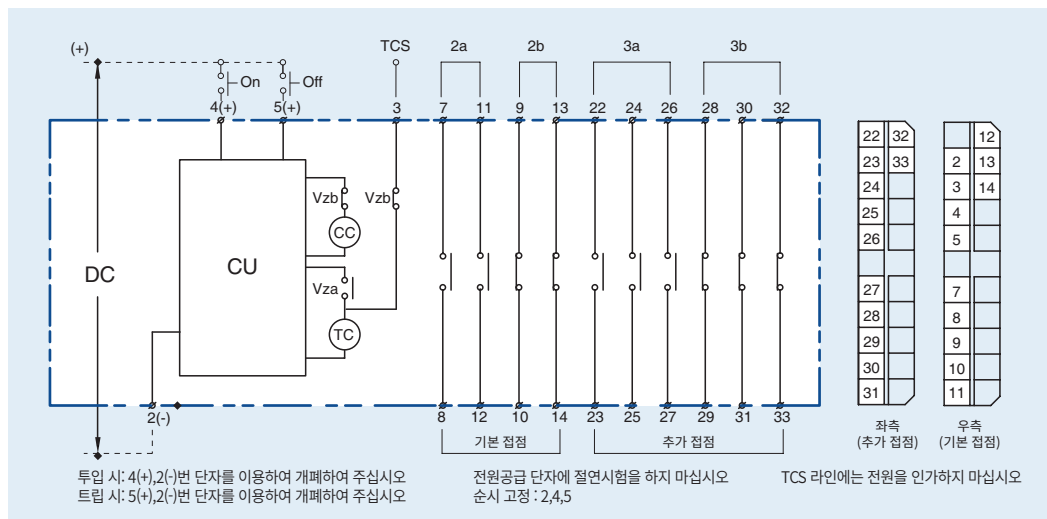 (+)
TCS
2a
2b
3a
3b
On
Off
4(+)
5(+)
3
7
11
9
13
22
24
26
28
30
32
Vzb
Vzb
CC
CU
DC
Vza
TC
2(-)
8
12
10
14
23
25
27
29
31
33
기본 접점
추가 접점
22 32
23 33
24
25
26
27
28
29
30
31
좌측
(추가 접점)
12
2 13
3 14
4
5
7
8
9
10
11
우측
(기본 접점)
투입 시: 4(+),2(-)번 단자를 이용하여 개폐하여 주십시오
트립 시: 5(+),2(-)번 단자를 이용하여 개폐하여 주십시오
전원공급 단자에 절연시험을 하지 마십시오
순시 고정 : 2,4,5
TCS 라인에는 전원을 인가하지 마십시오